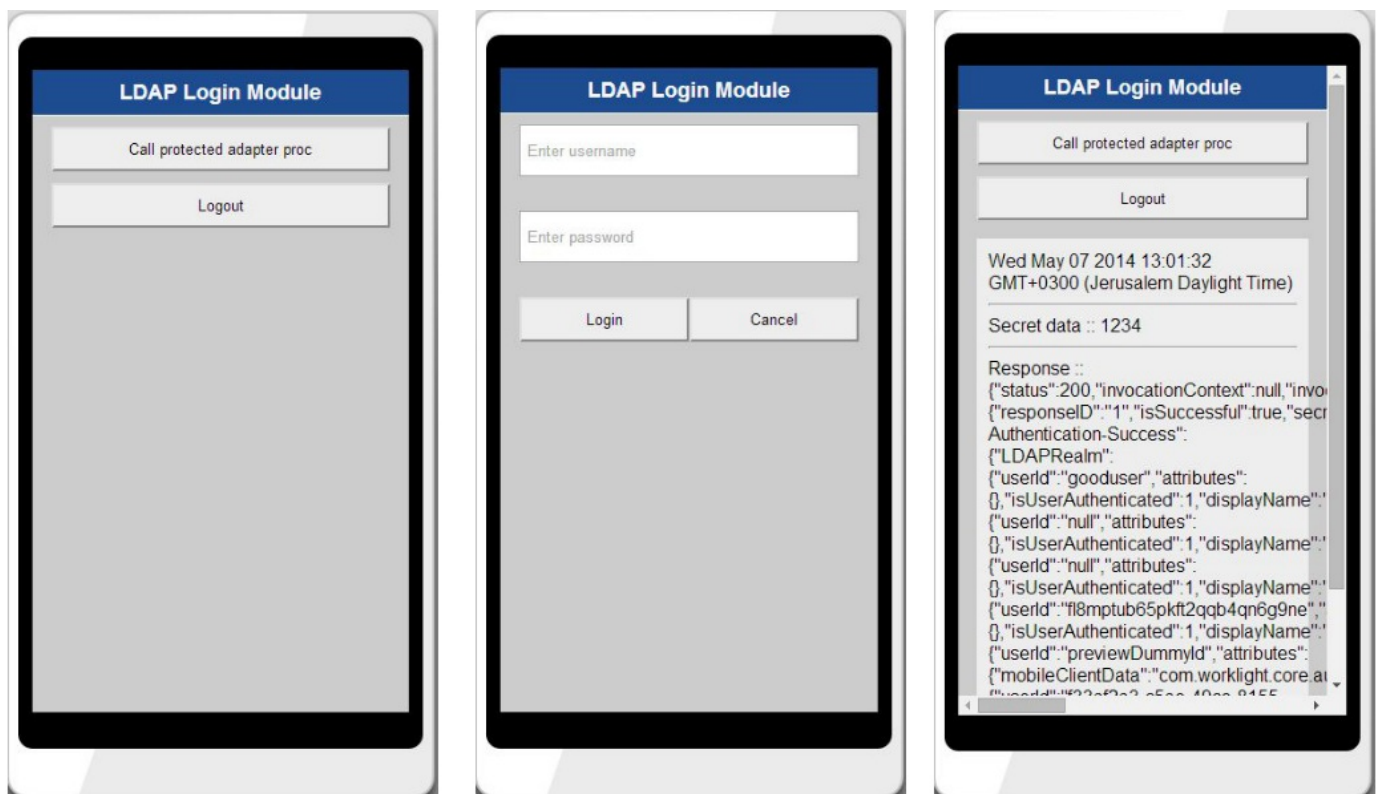 LDAP Login Module
Call protected adapter proc
Logout
LDAP Login Module
Enter username
Enter password
Login
Cancel
LDAP Login Module
Call protected adapter proc
Logout
Wed May 07 2014 13:01:32
GMT+0300 (Jerusalem Daylight Time)
Secret data :: 1234
Response ::
{"status":200,"invocationContext":null,"invo
{"responseID":"1","isSuccessful":true,"secr
Authentication-Success":
{"LDAPRealm":
{"userId":"gooduser","attributes":
{},"isUserAuthenticated":1,"displayName":"
{"userId":"null","attributes":
{},"isUserAuthenticated":1,"displayName":"
{"userId":"null","attributes":
{},"isUserAuthenticated":1,"displayName":"
{"userId":"fl8mptub65pkft2qqb4qn6g9ne","
{},"isUserAuthenticated":1,"displayName":"
{"userId":"previewDummyId","attributes":
{"mobileClientData":"com.worklight.core.au